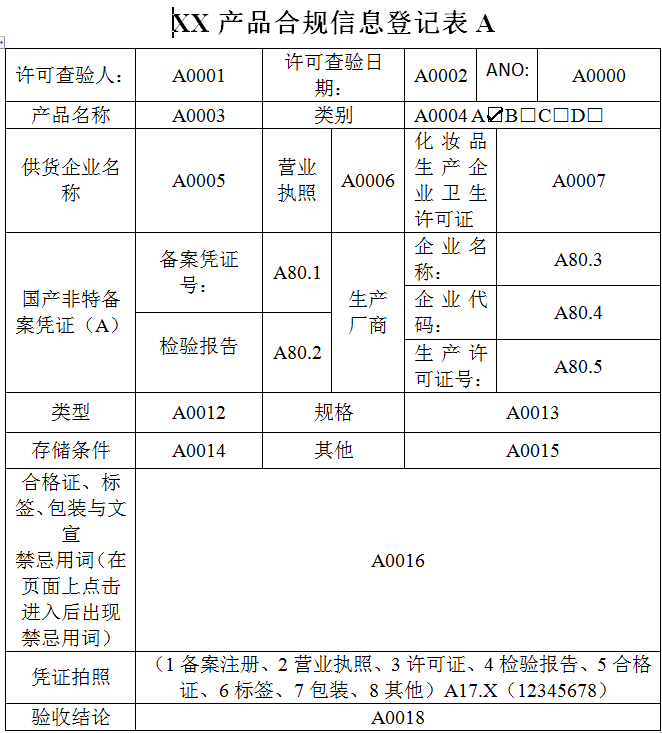 XX 产品合规信息登记表 A
许可查验人：
A0001
许可查验日
期：
A0002
ANO:
A0000
产品名称
A0003
类别
A0004 A☑B□C□D□
供货企业名
称
A0005
营业
执照
A0006
化妆品
生产企
业卫生
许可证
A0007
国产非特备
案凭证（A）
备案凭证
号：
A80.1
检验报告
A80.2
生产
厂商
企业名
称：
A80.3
企业代
码：
A80.4
生产许
可证号：
A80.5
类型
A0012
规格
A0013
存储条件
A0014
其他
A0015
合格证、标
签、包装与文
宣
禁忌用词（在
页面上点击
进入后出现
禁忌用词）
A0016
凭证拍照
（1 备案注册、2 营业执照、3 许可证、4 检验报告、5 合格
证、6 标签、7 包装、8 其他）A17.X（12345678）
验收结论
A0018